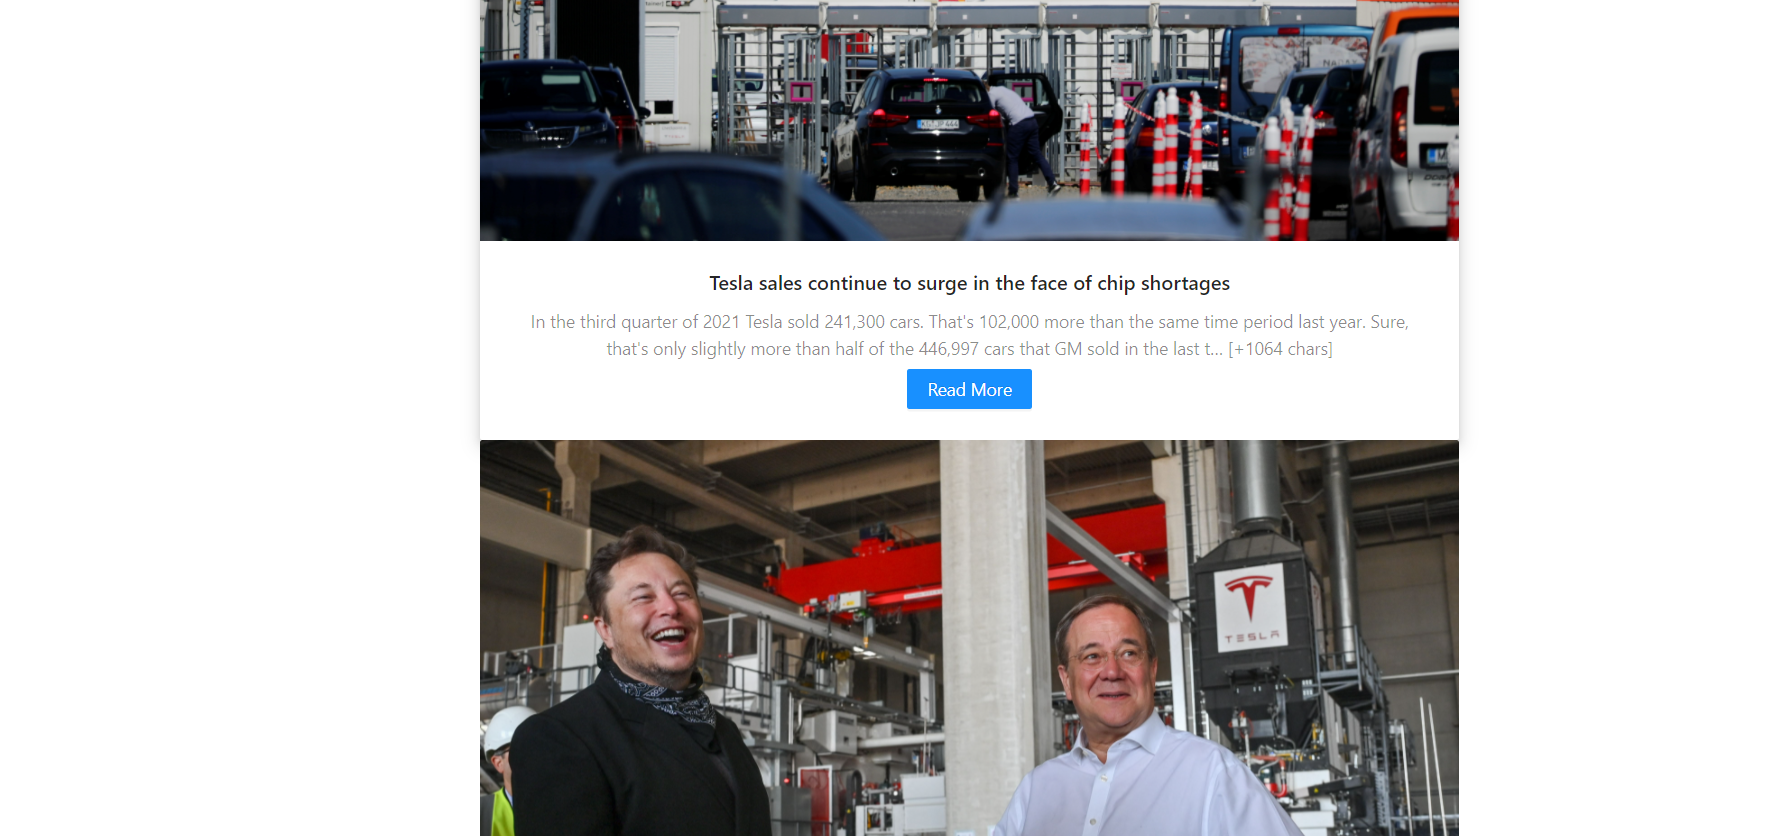 Tesla sales continue to surge in the face of chip shortages
In the third quarter of 2021 Tesla sold 241,300 cars. That's 102,000 more than the same time period last year. Sure,
that's only slightly more than half of the 446,997 cars that GM sold in the last t... [+1064 chars]
Read More
TESLA